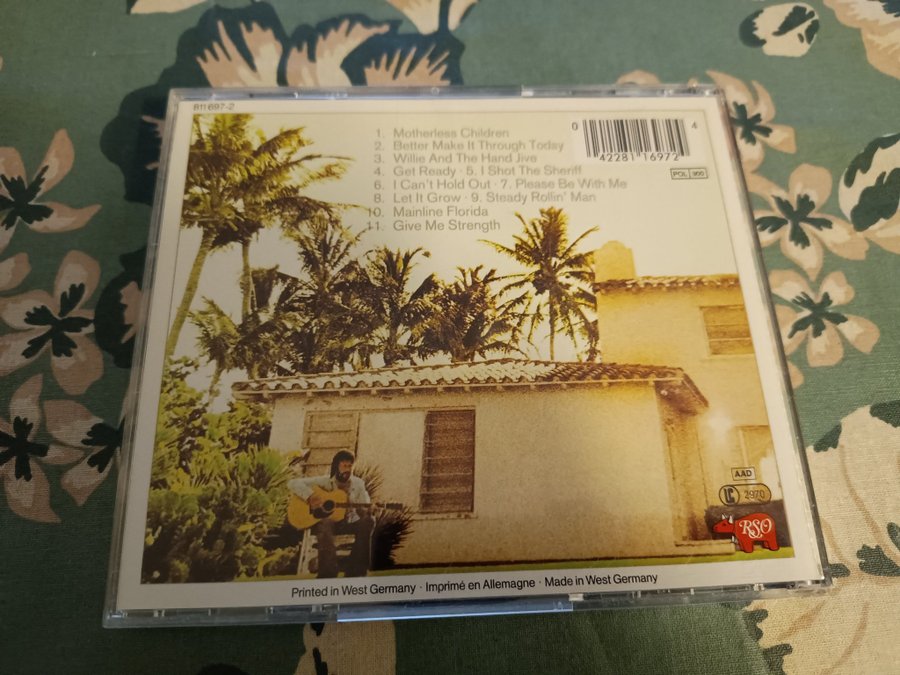 811 697-2
1. Motherless Children
2. Better Make It Through Today
3. Willie And The Hand Jive
4. Get Ready · 5. I Shot The Sheriff
6. I Can't Hold Out · 7. Please Be With Me
8. Let It Grow · 9. Steady Rollin' Man
10. Mainline Florida
11. Give Me Strength
0 42281 16972 4
POL 900
AAD
LC 2970
RSO
Printed in West Germany · Imprimé en Allemagne · Made in West Germany